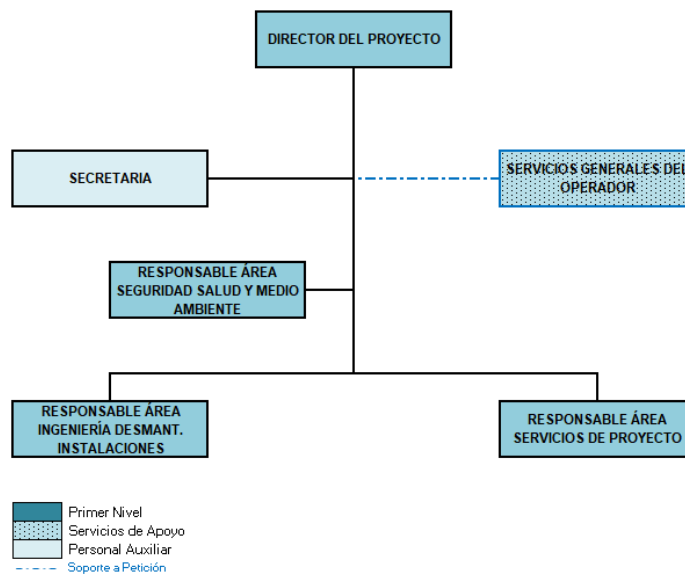 DIRECTOR DEL PROYECTO
SECRETARIA
SERVICIOS GENERALES DEL
OPERADOR
RESPONSABLE ÁREA
SEGURIDAD SALUD Y MEDIO
AMBIENTE
RESPONSABLE ÁREA
INGENIERÍA DESMANT.
INSTALACIONES
RESPONSABLE ÁREA
SERVICIOS DE PROYECTO
Primer Nivel
Servicios de Apoyo
Personal Auxiliar
Soporte a Petición